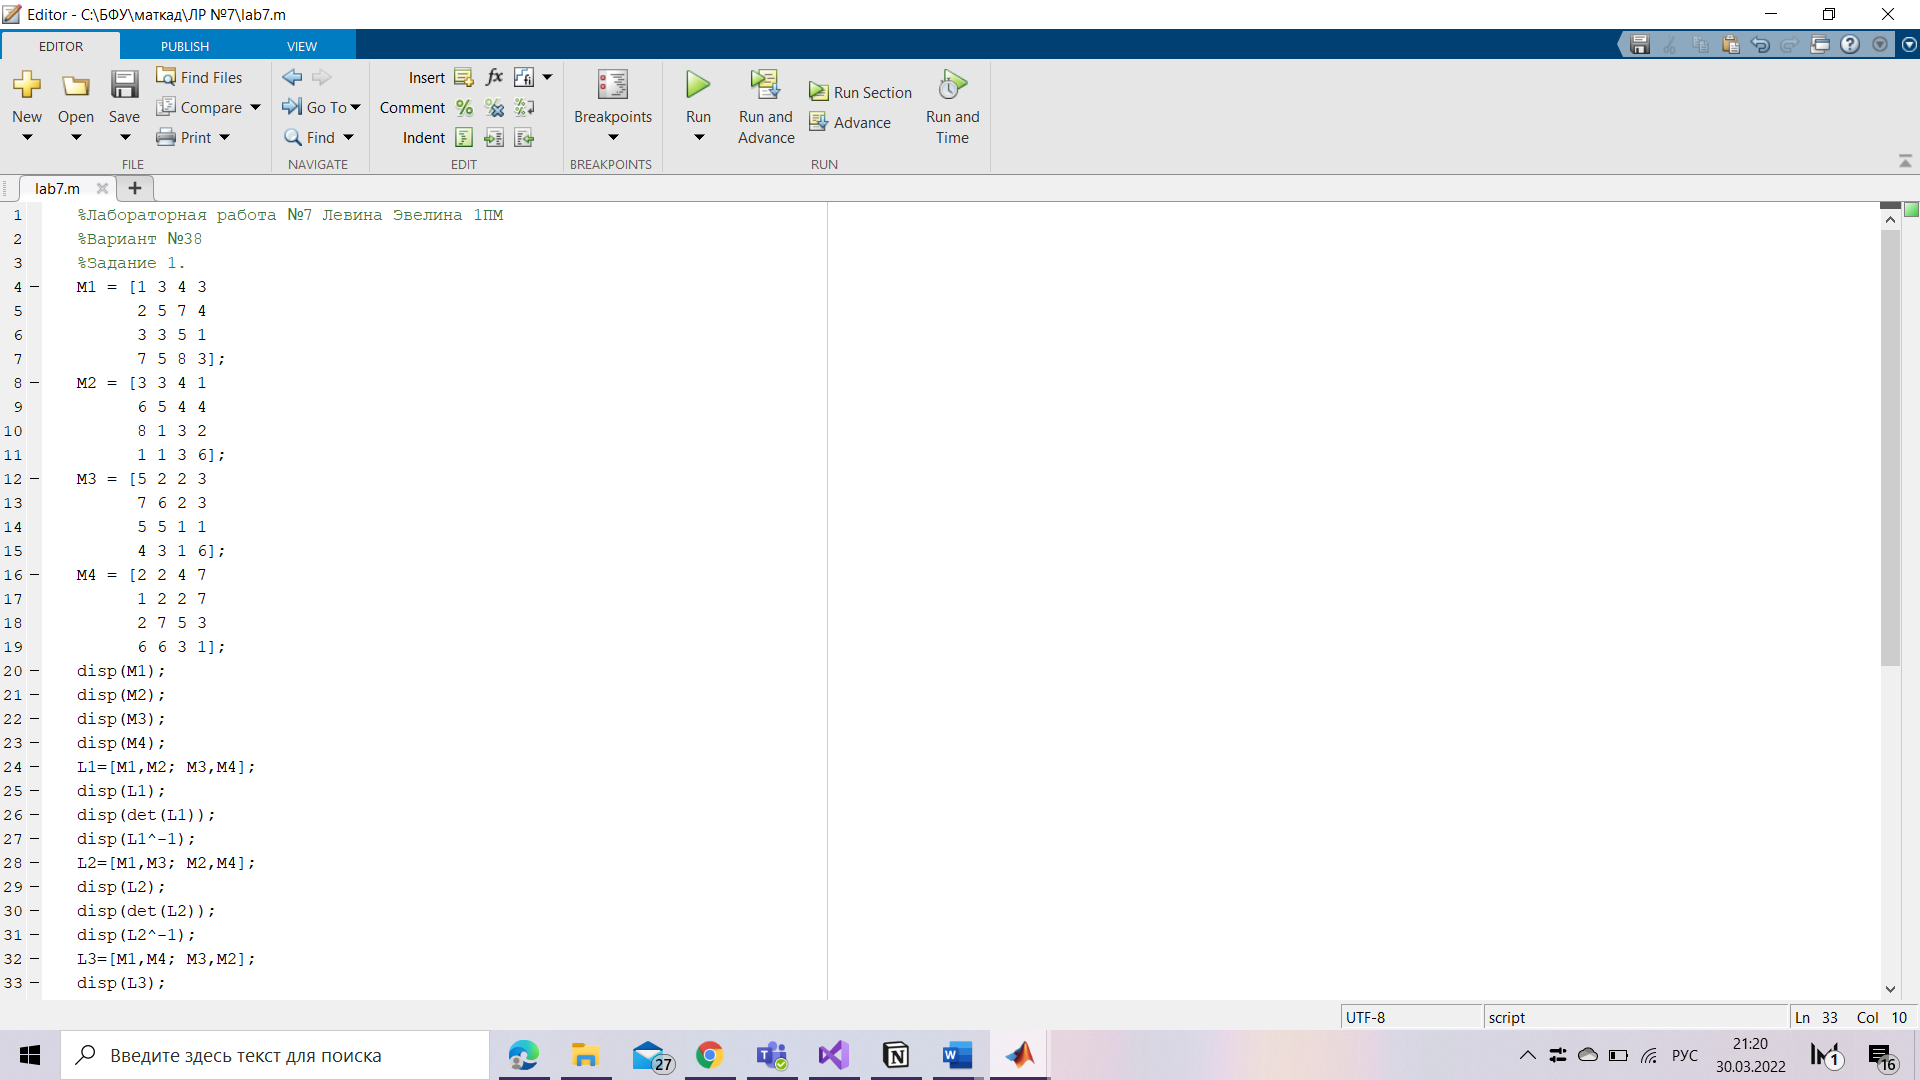 Editor - C:\БФУ\маткад\ЛР №7\lab7.m
EDITOR PUBLISH VIEW
New Open Save Find Files Compare Print
FILE
Go To Find
NAVIGATE
Insert fx
Comment
Indent
EDIT
Breakpoints
BREAKPOINTS
Run Run and Advance Run Section Advance Run and Time
RUN
lab7.m
1 %Лабораторная работа №7 Левина Эвелина 1ПМ
2 %Вариант №38
3 %Задание 1.
4 – M1 = [1 3 4 3
5 2 5 7 4
6 3 3 5 1
7 7 5 8 3];
8 – M2 = [3 3 4 1
9 6 5 4 4
10 8 1 3 2
11 1 1 3 6];
12 – M3 = [5 2 2 3
13 7 6 2 3
14 5 5 1 1
15 4 3 1 6];
16 – M4 = [2 2 4 7
17 1 2 2 7
18 2 7 5 3
19 6 6 3 1];
20 – disp(M1);
21 – disp(M2);
22 – disp(M3);
23 – disp(M4);
24 – L1=[M1,M2; M3,M4];
25 – disp(L1);
26 – disp(det(L1));
27 – disp(L1^-1);
28 – L2=[M1,M3; M2,M4];
29 – disp(L2);
30 – disp(det(L2));
31 – disp(L2^-1);
32 – L3=[M1,M4; M3,M2];
33 – disp(L3);
UTF-8 script Ln 33 Col 10
Введите здесь текст для поиска
27
РУС
21:20
30.03.2022
1
16